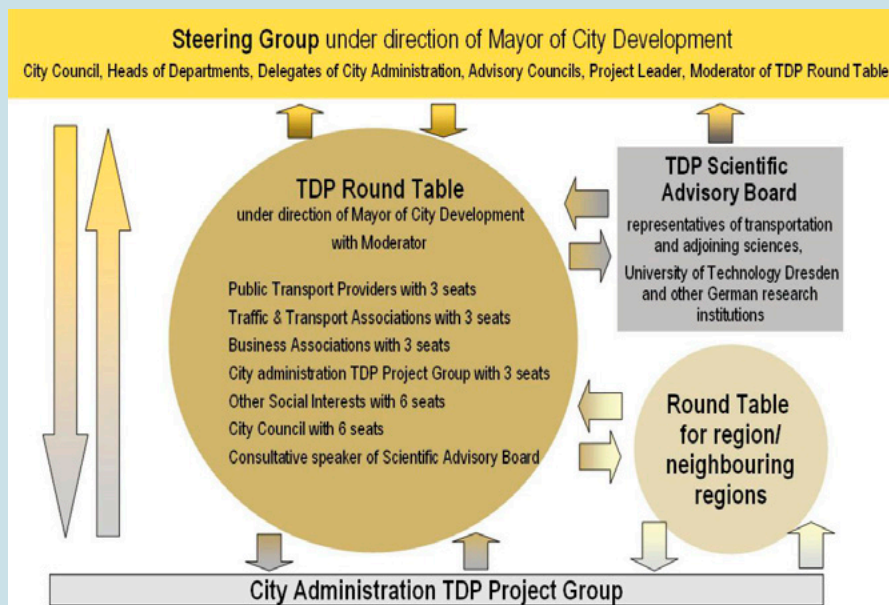 Steering Group under direction of Mayor of City Development
City Council, Heads of Departments, Delegates of City Administration, Advisory Councils, Project Leader, Moderator of TDP Round Table
TDP Round Table
under direction of Mayor of City Development
with Moderator
Public Transport Providers with 3 seats
Traffic & Transport Associations with 3 seats
Business Associations with 3 seats
City administration TDP Project Group with 3 seats
Other Social Interests with 6 seats
City Council with 6 seats
Consultative speaker of Scientific Advisory Board
TDP Scientific
Advisory Board
representatives of transportation
and adjoining sciences,
University of Technology Dresden
and other German research
institutions
Round Table
for region/
neighbouring
regions
City Administration TDP Project Group